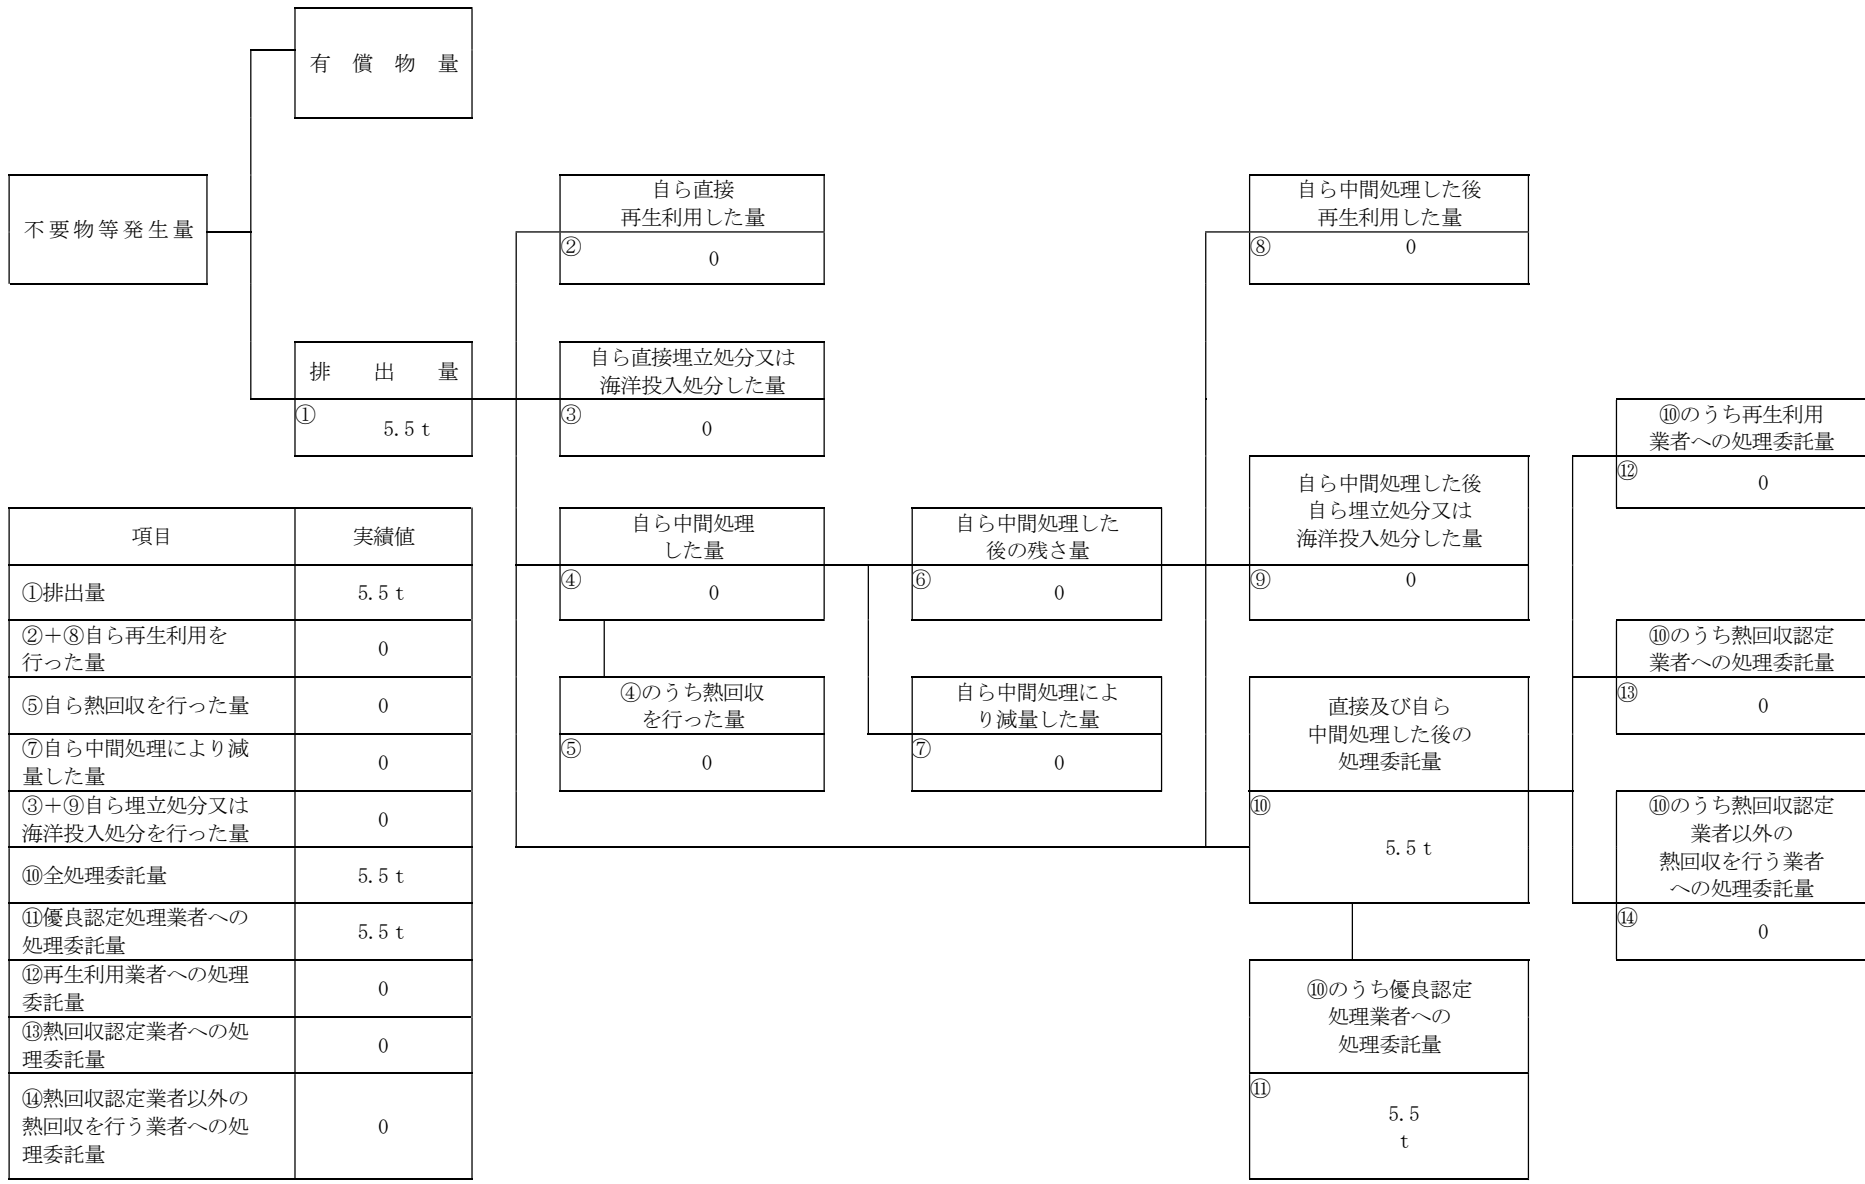 有償物量
不要物等発生量
自ら直接
再生利用した量
②
0
自ら中間処理した後
再生利用した量
⑧
0
排出量
①
5.5 t
自ら直接埋立処分又は
海洋投入処分した量
③
0
⑩のうち再生利用
業者への処理委託量
⑫
0
自ら中間処理
した量
④
0
自ら中間処理した
後の残さ量
⑥
0
自ら中間処理した後
自ら埋立処分又は
海洋投入処分した量
⑨
0
⑩のうち熱回収認定
業者への処理委託量
⑬
0
④のうち熱回収
を行った量
⑤
0
自ら中間処理によ
り減量した量
⑦
0
直接及び自ら
中間処理した後の
処理委託量
⑩
5.5 t
⑩のうち熱回収認定
業者以外の
熱回収を行う業者
への処理委託量
⑭
0
⑩のうち優良認定
処理業者への
処理委託量
⑪
5.5
t
項目
実績値
①排出量
5.5 t
②＋⑧自ら再生利用を
行った量
0
⑤自ら熱回収を行った量
0
⑦自ら中間処理により減
量した量
0
③＋⑨自ら埋立処分又は
海洋投入処分を行った量
0
⑩全処理委託量
5.5 t
⑪優良認定処理業者への
処理委託量
5.5 t
⑫再生利用業者への処理
委託量
0
⑬熱回収認定業者への処
理委託量
0
⑭熱回収認定業者以外の
熱回収を行う業者への処
理委託量
0